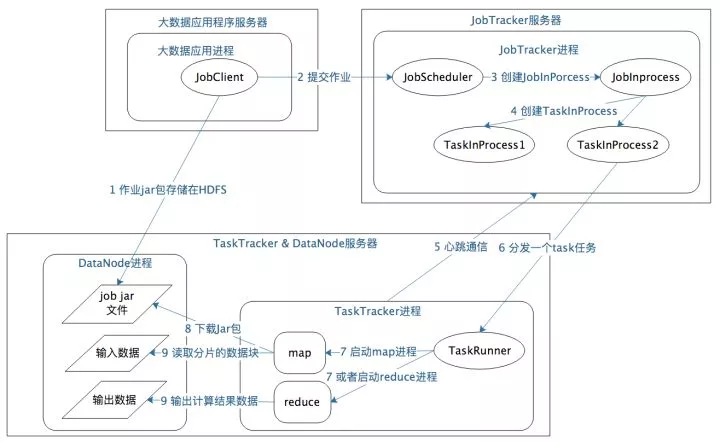 大数据应用程序服务器
JobTracker服务器
大数据应用进程
JobTracker进程
JobClient
2 提交作业
JobScheduler
3 创建JobInPorcess
JobInprocess
4 创建TaskInProcess
TaskInProcess1
TaskInProcess2
1 作业jar包存储在HDFS
TaskTracker & DataNode服务器
5 心跳通信
6 分发一个task任务
DataNode进程
TaskTracker进程
job jar
文件
8 下载Jar包
输入数据
9 读取分片的数据块
map
7 启动map进程
TaskRunner
7 或者启动reduce进程
输出数据
9 输出计算结果数据
reduce